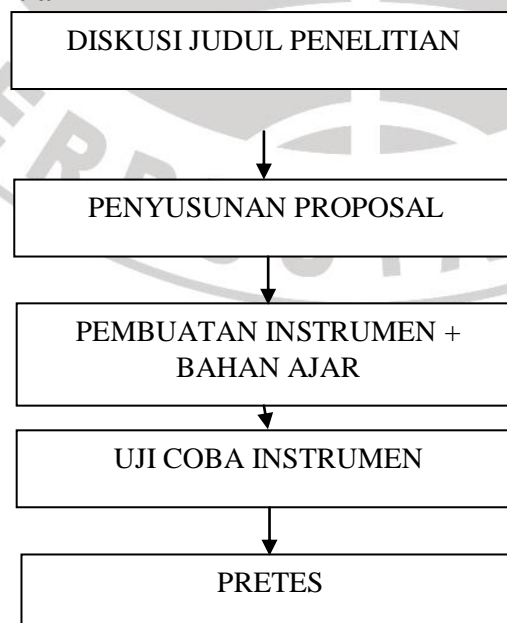 DISKUSI JUDUL PENELITIAN
PENYUSUNAN PROPOSAL
PEMBUATAN INSTRUMEN +
BAHAN AJAR
UJI COBA INSTRUMEN
PRETES